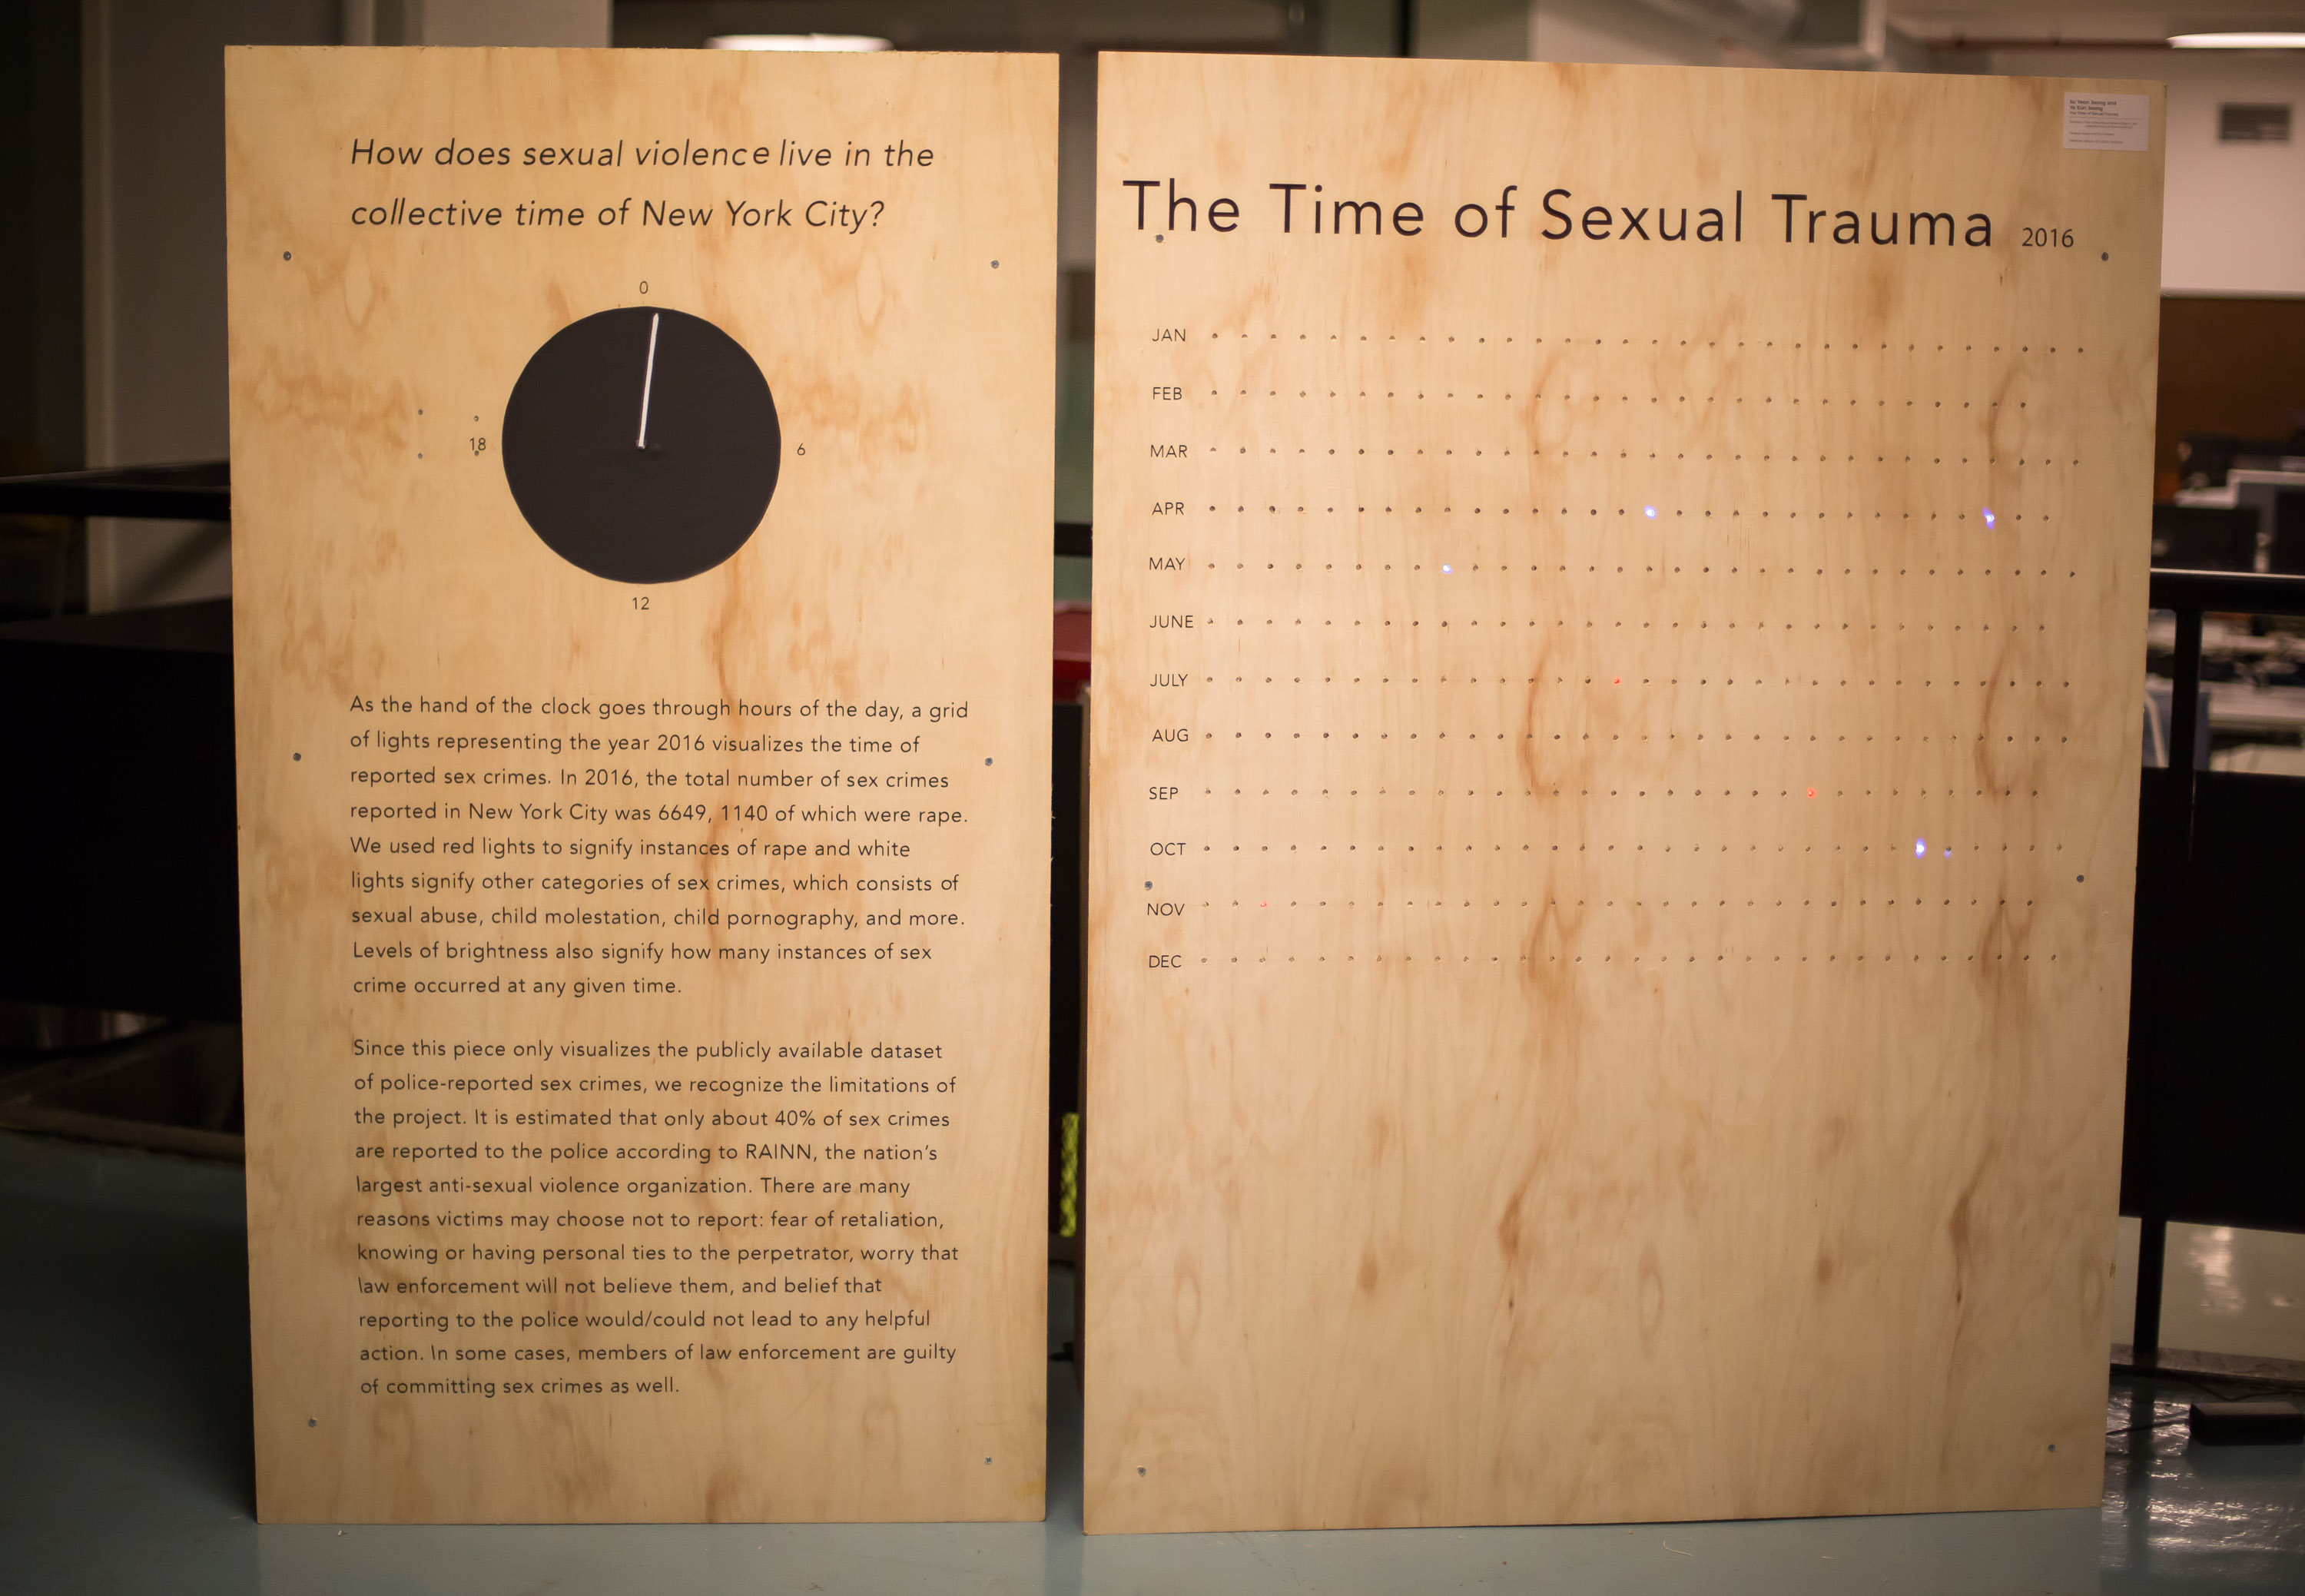 How does sexual violence live in the
collective time of New York City?
0
18
6
12
As the hand of the clock goes through hours of the day, a grid
of lights representing the year 2016 visualizes the time of
reported sex crimes. In 2016, the total number of sex crimes
reported in New York City was 6649, 1140 of which were rape.
We used red lights to signify instances of rape and white
lights signify other categories of sex crimes, which consists of
sexual abuse, child molestation, child pornography, and more.
Levels of brightness also signify how many instances of sex
crime occurred at any given time.
Since this piece only visualizes the publicly available dataset
of police-reported sex crimes, we recognize the limitations of
the project. It is estimated that only about 40% of sex crimes
are reported to the police according to RAINN, the nation's
largest anti-sexual violence organization. There are many
reasons victims may choose not to report: fear of retaliation,
knowing or having personal ties to the perpetrator, worry that
law enforcement will not believe them, and belief that
reporting to the police would/could not lead to any helpful
action. In some cases, members of law enforcement are guilty
of committing sex crimes as well.
The Time of Sexual Trauma 2016
JAN
FEB
MAR
APR
MAY
JUNE
JULY
AUG
SEP
OCT
NOV
DEC